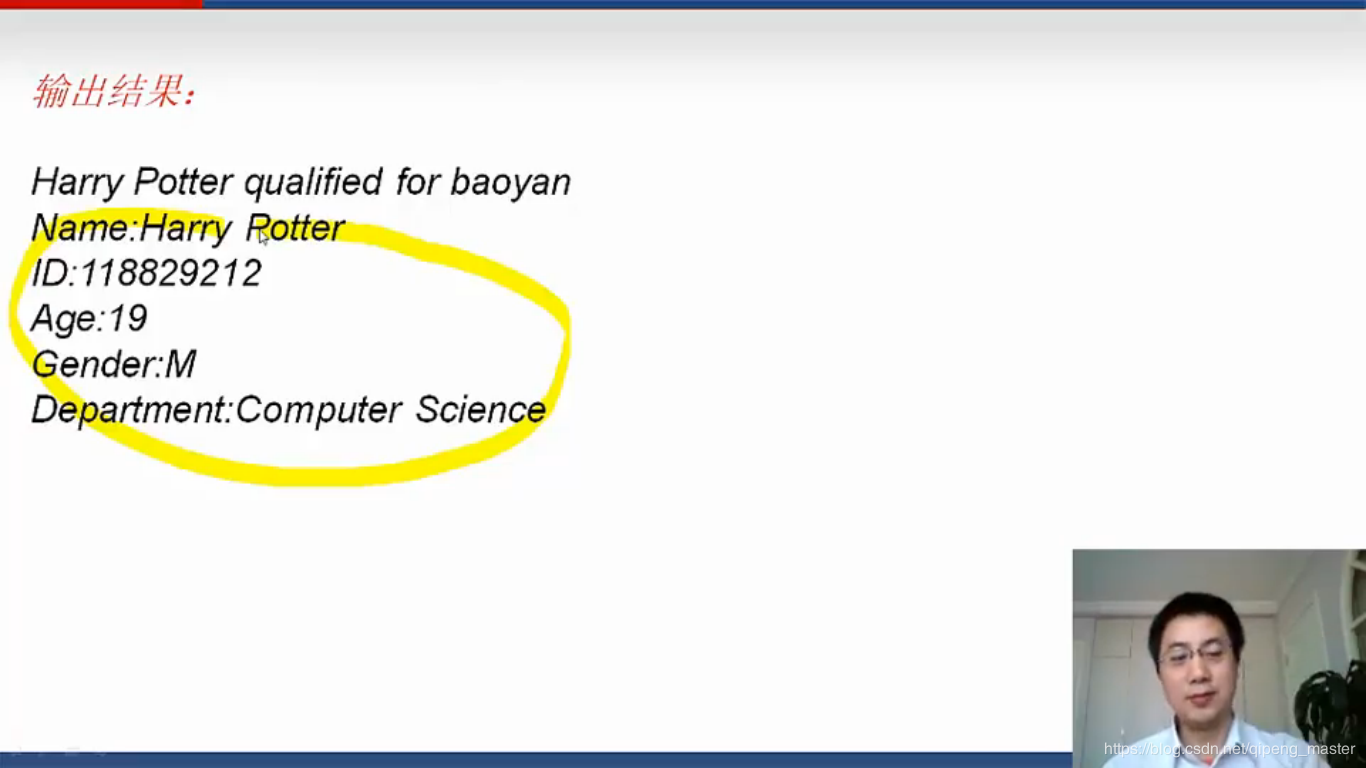 输出结果：
Harry Potter qualified for baoyan
Name:Harry Potter
ID:118829212
Age:19
Gender:M
Department:Computer Science
https://blog.csdn.net/qipeng_master